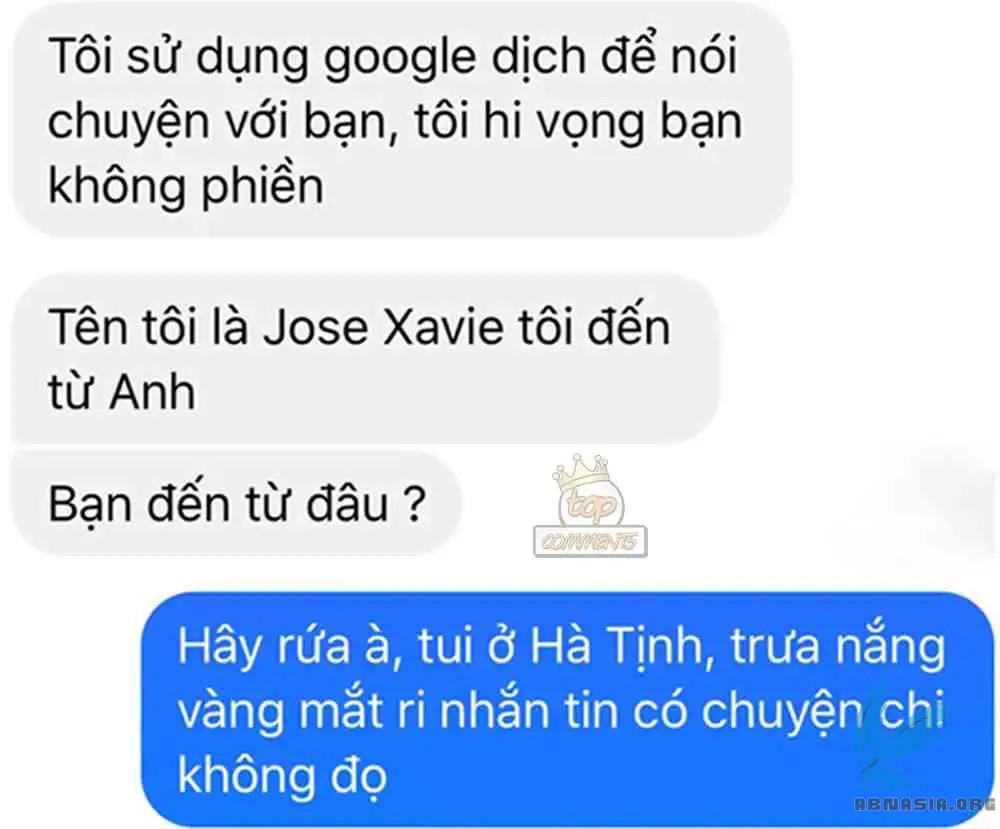 Tôi sử dụng google dịch để nói
chuyện với bạn, tôi hi vọng bạn
không phiền
Tên tôi là Jose Xavie tôi đến
từ Anh
Bạn đến từ đâu ?
top
COMMENTS
Hây rứa à, tui ở Hà Tịnh, trưa nắng
vàng mắt ri nhắn tin có chuyện chi
không đọ
ABNASIA.ORG